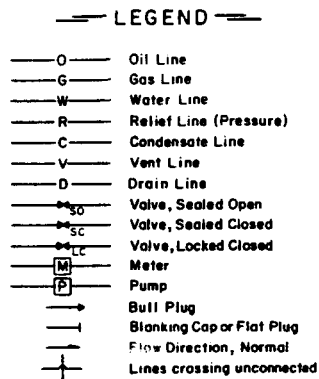 LEGEND
O Oil Line
G Gas Line
W Water Line
R Relief Line (Pressure)
C Condensate Line
V Vent Line
D Drain Line
SO Valve, Sealed Open
SC Valve, Sealed Closed
LC Valve, Locked Closed
M Meter
P Pump
Bull Plug
Blanking Cap or Flat Plug
Flow Direction, Normal
Lines crossing unconnected